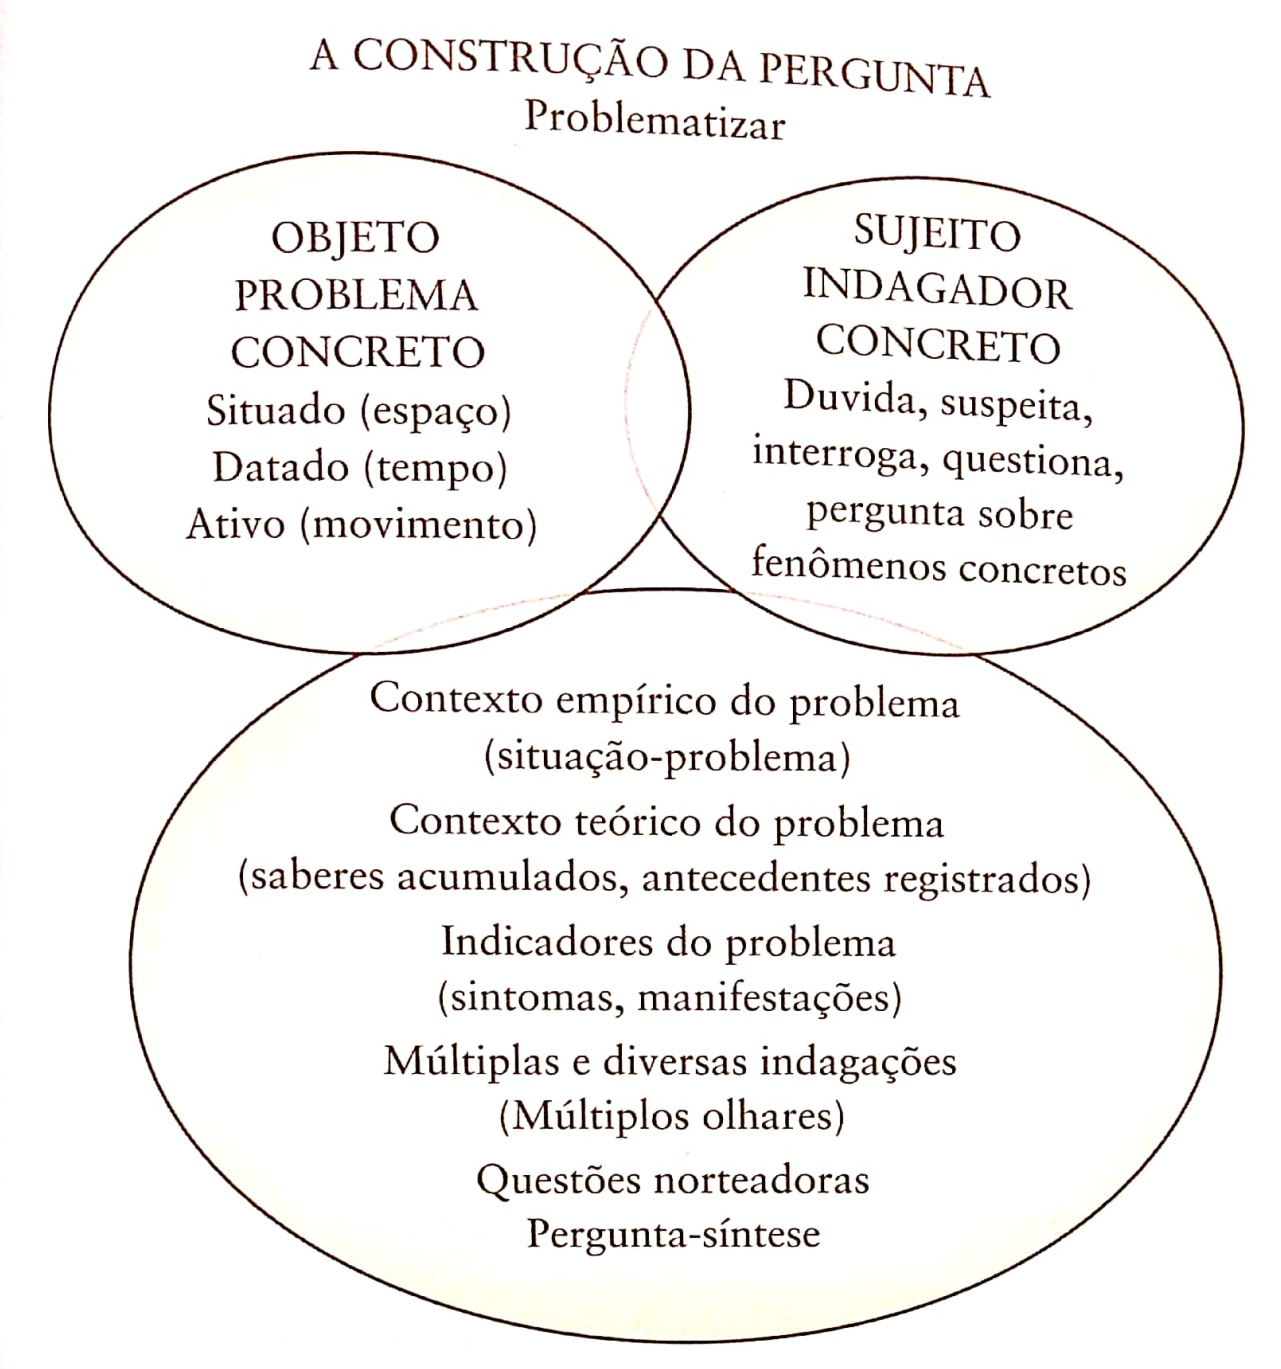 A CONSTRUÇÃO DA PERGUNTA
Problematizar
OBJETO
PROBLEMA
CONCRETO
Situado (espaço)
Datado (tempo)
Ativo (movimento)
SUJEITO
INDAGADOR
CONCRETO
Duvida, suspeita,
interroga, questiona,
pergunta sobre
fenômenos concretos
Contexto empírico do problema
(situação-problema)
Contexto teórico do problema
(saberes acumulados, antecedentes registrados)
Indicadores do problema
(sintomas, manifestações)
Múltiplas e diversas indagações
(Múltiplos olhares)
Questões norteadoras
Pergunta-síntese